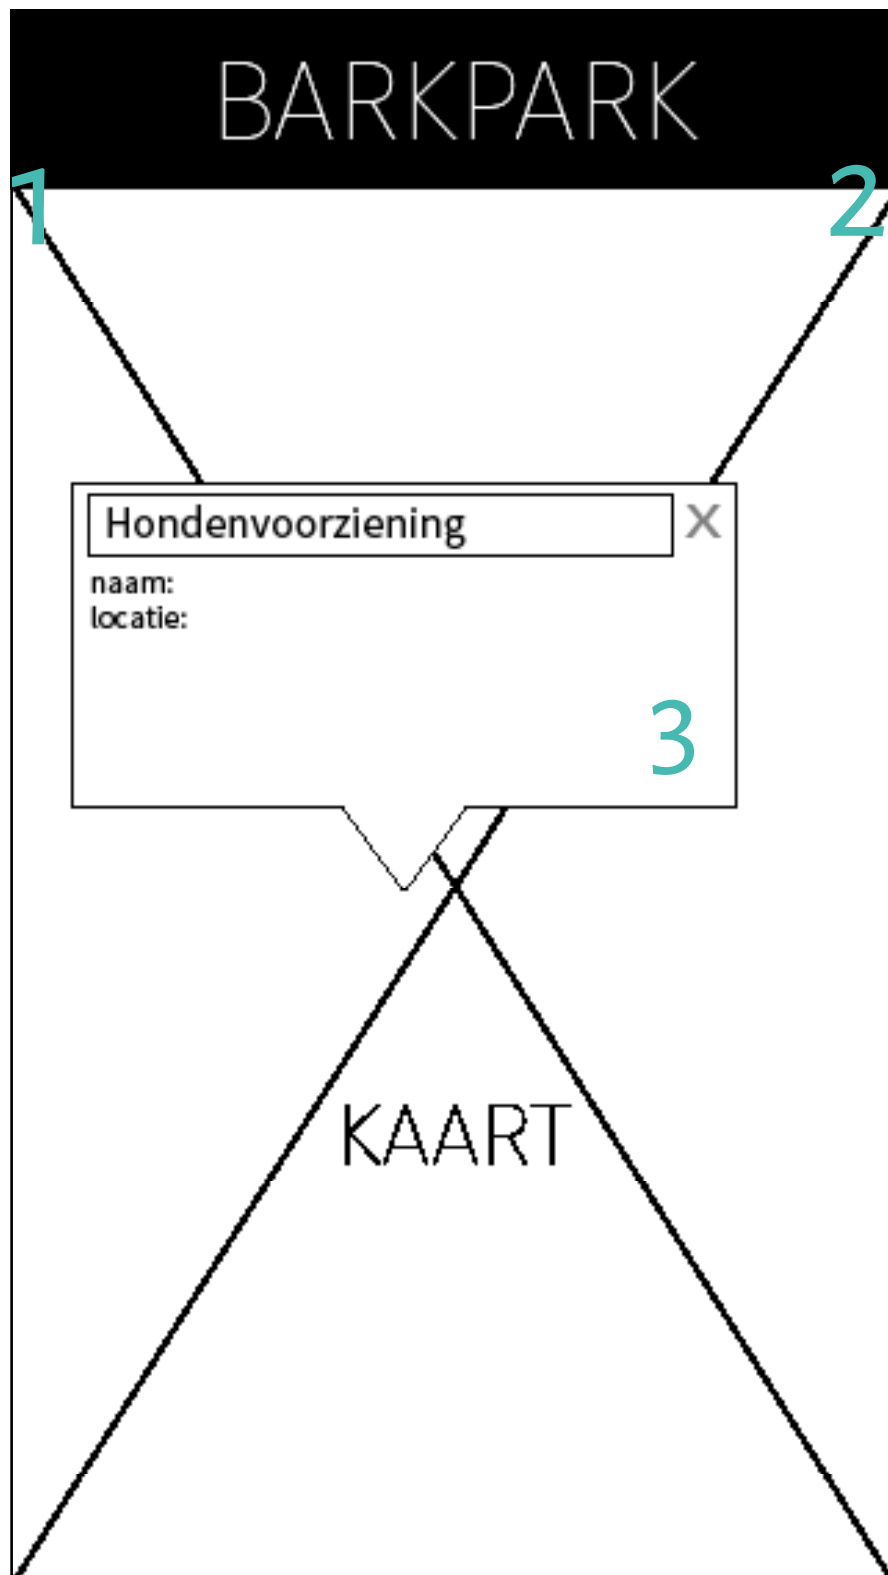 BARKPARK
1
2
Hondenvoorziening X
naam:
locatie:
3
KAART